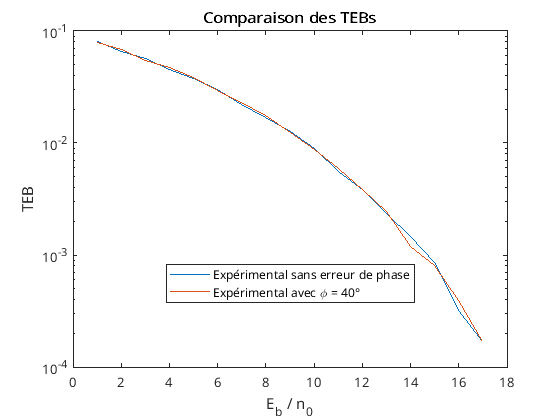 Comparaison des TEBs
10^-1
10^-2
10^-3
10^-4
TEB
Expérimental sans erreur de phase
Expérimental avec ϕ = 40°
0 2 4 6 8 10 12 14 16 18
E_b / n_0